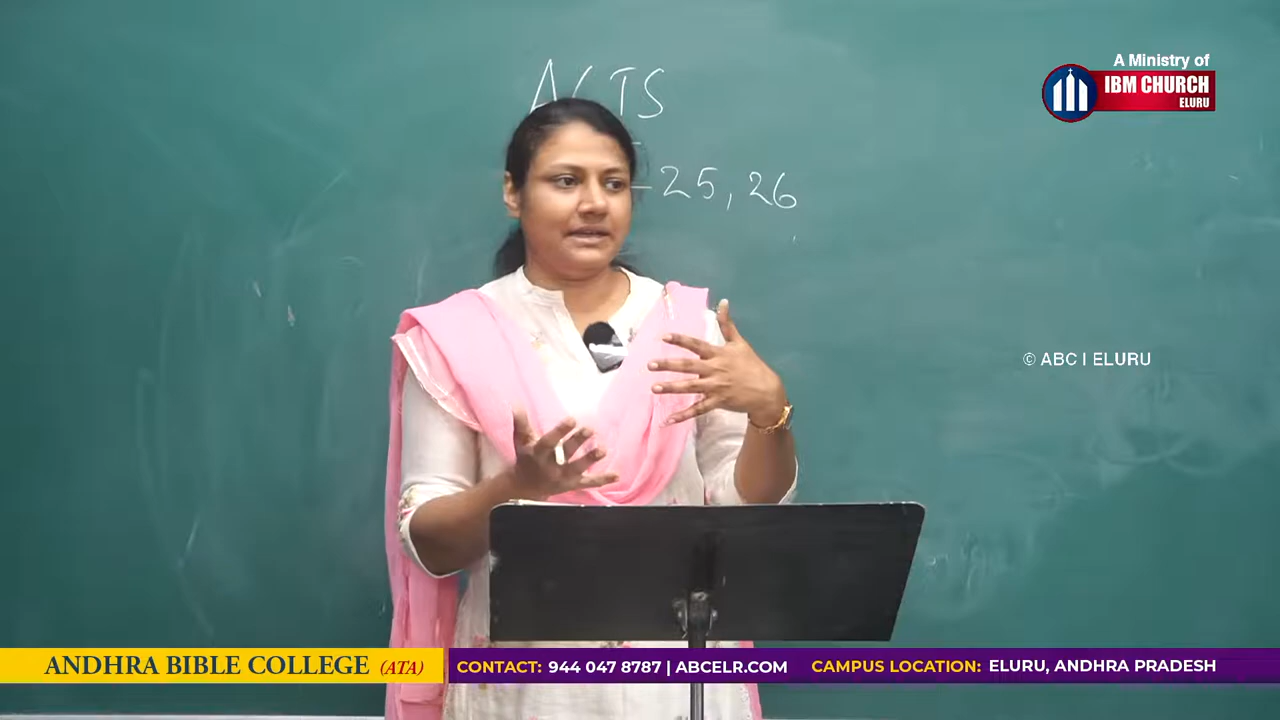 ACTS
-25, 26
A Ministry of
IBM CHURCH
ELURU
© ABC | ELURU
ANDHRA BIBLE COLLEGE (ATA)
CONTACT: 944 047 8787 | ABCELR.COM CAMPUS LOCATION: ELURU, ANDHRA PRADESH